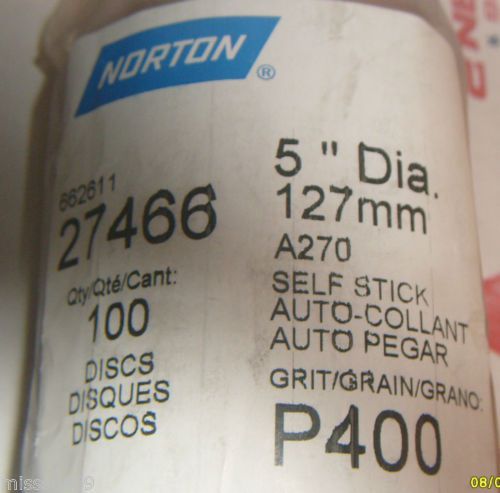 NORTON
®
662611
27466
Qty/Qté/Cant:
100
DISCS
DISQUES
DISCOS
5 " Dia.
127mm
A270
SELF STICK
AUTO-COLLANT
AUTO PEGAR
GRIT/GRAIN/GRANO:
P400